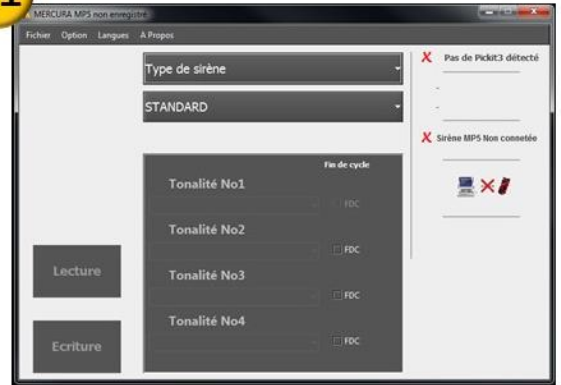 1
MERCURA MP5 non enregistré
Fichier Option Langues A Propos
Type de sirène
STANDARD
Fin de cycle
Tonalité No1
FDC
Tonalité No2
FDC
Tonalité No3
FDC
Tonalité No4
FDC
Lecture
Ecriture
Pas de Pickit3 détecté
-
-
Sirène MP5 Non connetée